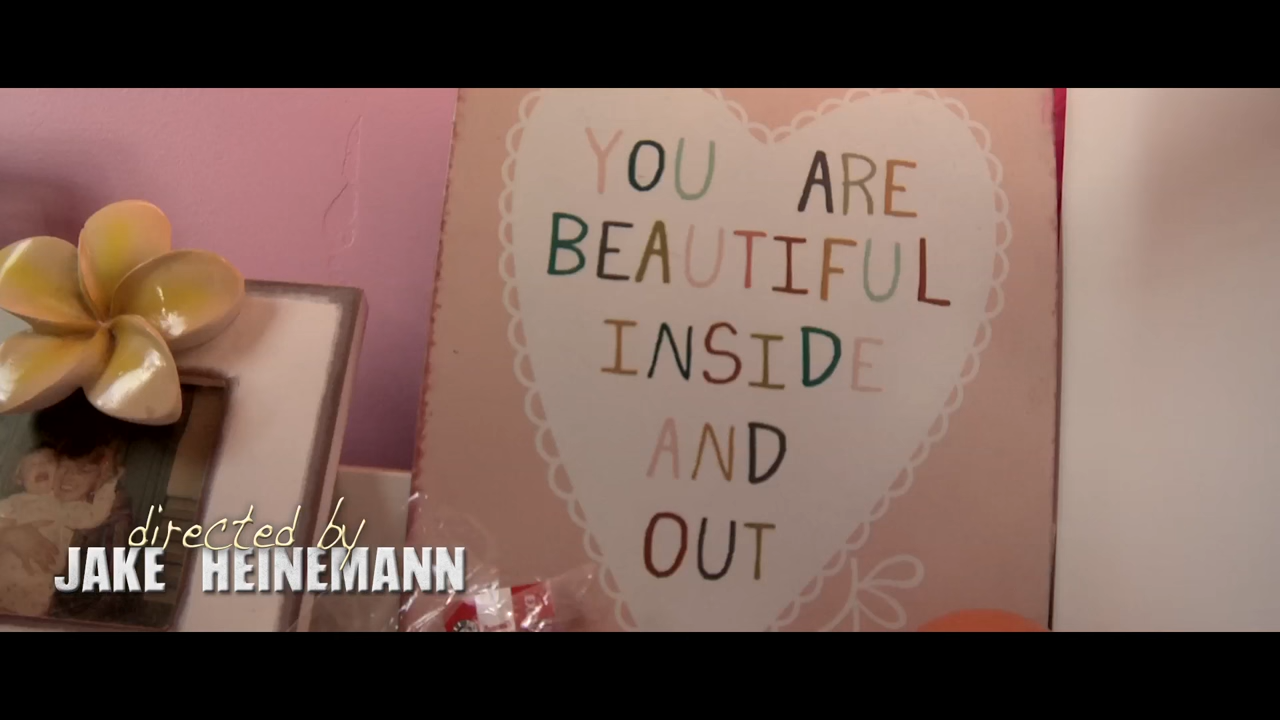 YOU ARE
BEAUTIFUL
INSIDE
AND
OUT
directed by
JAKE HEINEMANN